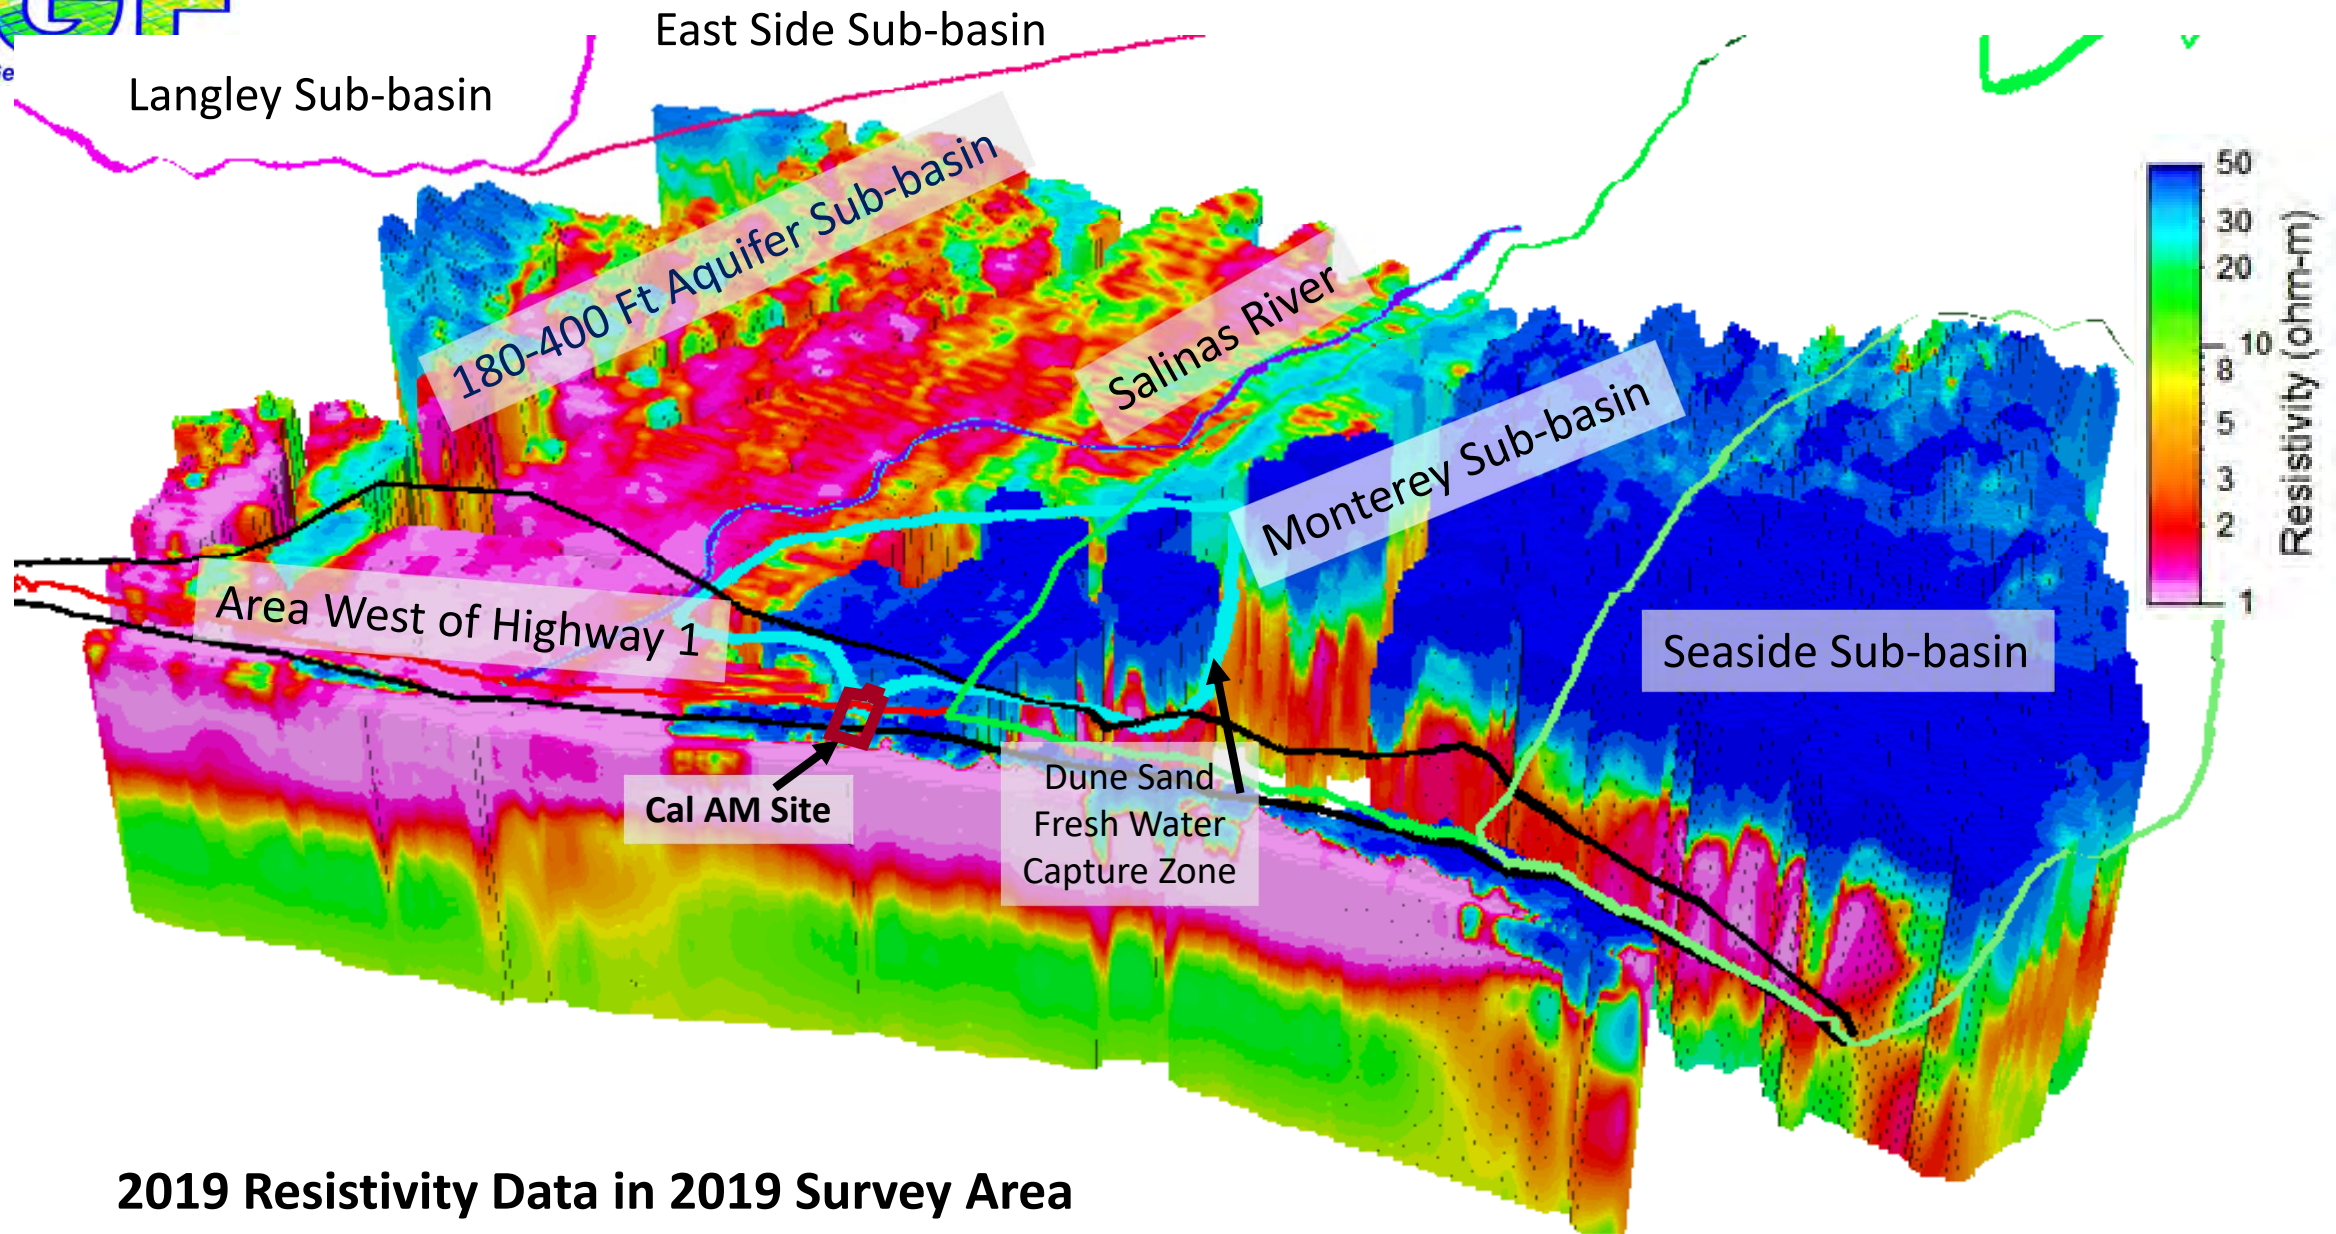 East Side Sub-basin
Langley Sub-basin
180-400 Ft Aquifer Sub-basin
Salinas River
Monterey Sub-basin
Area West of Highway 1
Seaside Sub-basin
Cal AM Site
Dune Sand
Fresh Water
Capture Zone
50
30
20
10
8
5
3
2
1
Resistivity (ohm-m)
2019 Resistivity Data in 2019 Survey Area